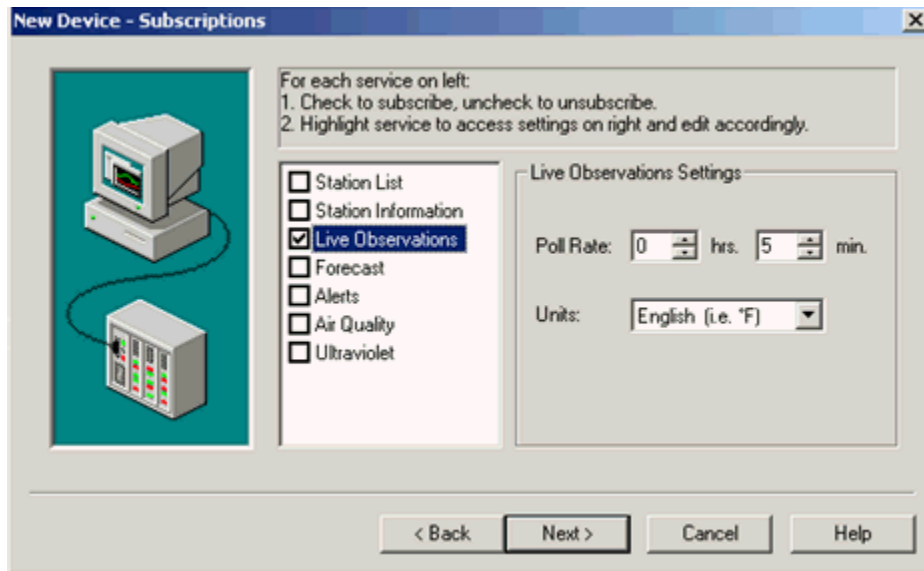 New Device - Subscriptions
For each service on left:
1. Check to subscribe, uncheck to unsubscribe.
2. Highlight service to access settings on right and edit accordingly.
Station List
Station Information
Live Observations
Forecast
Alerts
Air Quality
Ultraviolet
Live Observations Settings
Poll Rate: 0 hrs. 5 min.
Units: English (i.e. °F)
< Back Next > Cancel Help